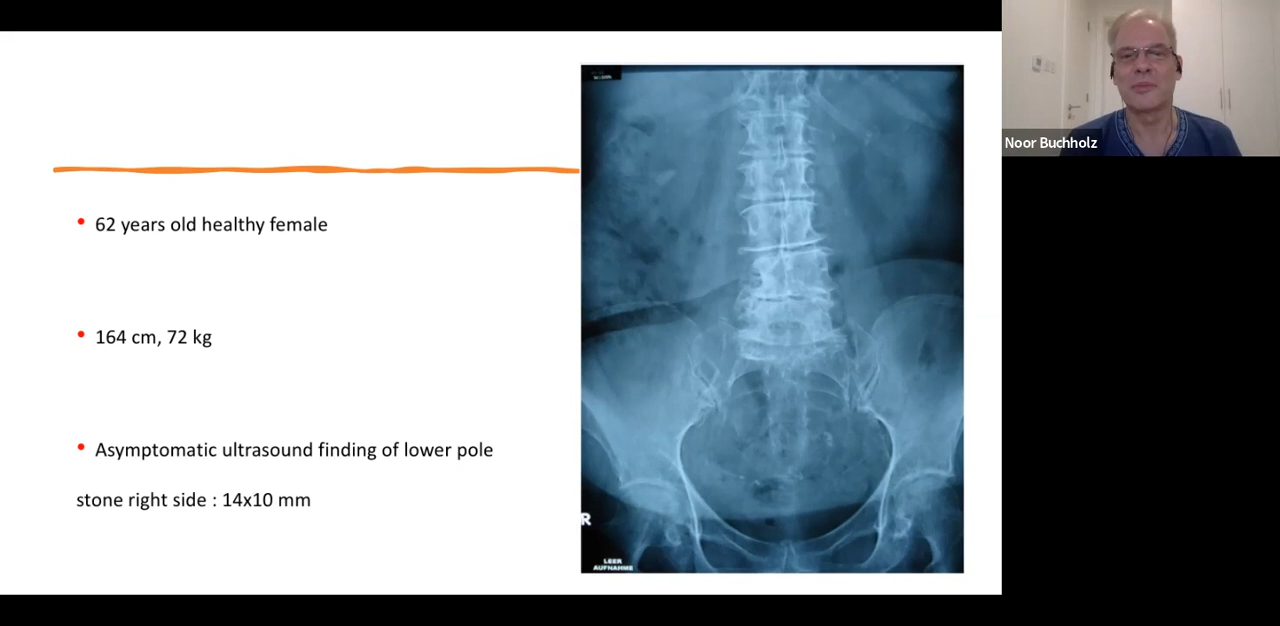 62 years old healthy female
164 cm, 72 kg
Asymptomatic ultrasound finding of lower pole
stone right side : 14x10 mm
R
LEER
AUFNAHME
Noor Buchholz